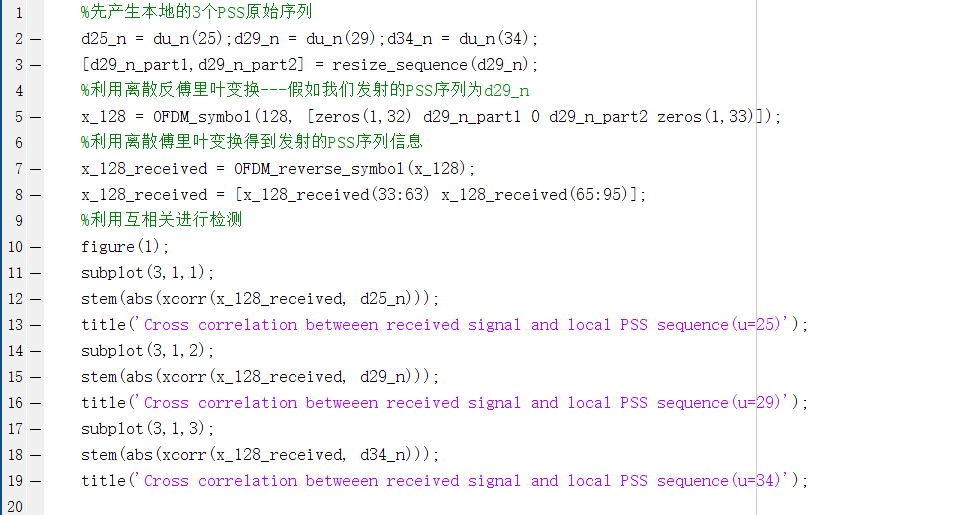 1 %先产生本地的3个PSS原始序列
2 — d25_n = du_n(25);d29_n = du_n(29);d34_n = du_n(34);
3 — [d29_n_part1,d29_n_part2] = resize_sequence(d29_n);
4 %利用离散反傅里叶变换---假如我们发射的PSS序列为d29_n
5 — x_128 = OFDM_symbol(128, [zeros(1,32) d29_n_part1 0 d29_n_part2 zeros(1,33)]);
6 %利用离散傅里叶变换得到发射的PSS序列信息
7 — x_128_received = OFDM_reverse_symbol(x_128);
8 — x_128_received = [x_128_received(33:63) x_128_received(65:95)];
9 %利用互相关进行检测
10 — figure(1);
11 — subplot(3,1,1);
12 — stem(abs(xcorr(x_128_received, d25_n)));
13 — title('Cross correlation betweeen received signal and local PSS sequence(u=25)');
14 — subplot(3,1,2);
15 — stem(abs(xcorr(x_128_received, d29_n)));
16 — title('Cross correlation betweeen received signal and local PSS sequence(u=29)');
17 — subplot(3,1,3);
18 — stem(abs(xcorr(x_128_received, d34_n)));
19 — title('Cross correlation betweeen received signal and local PSS sequence(u=34)');
20